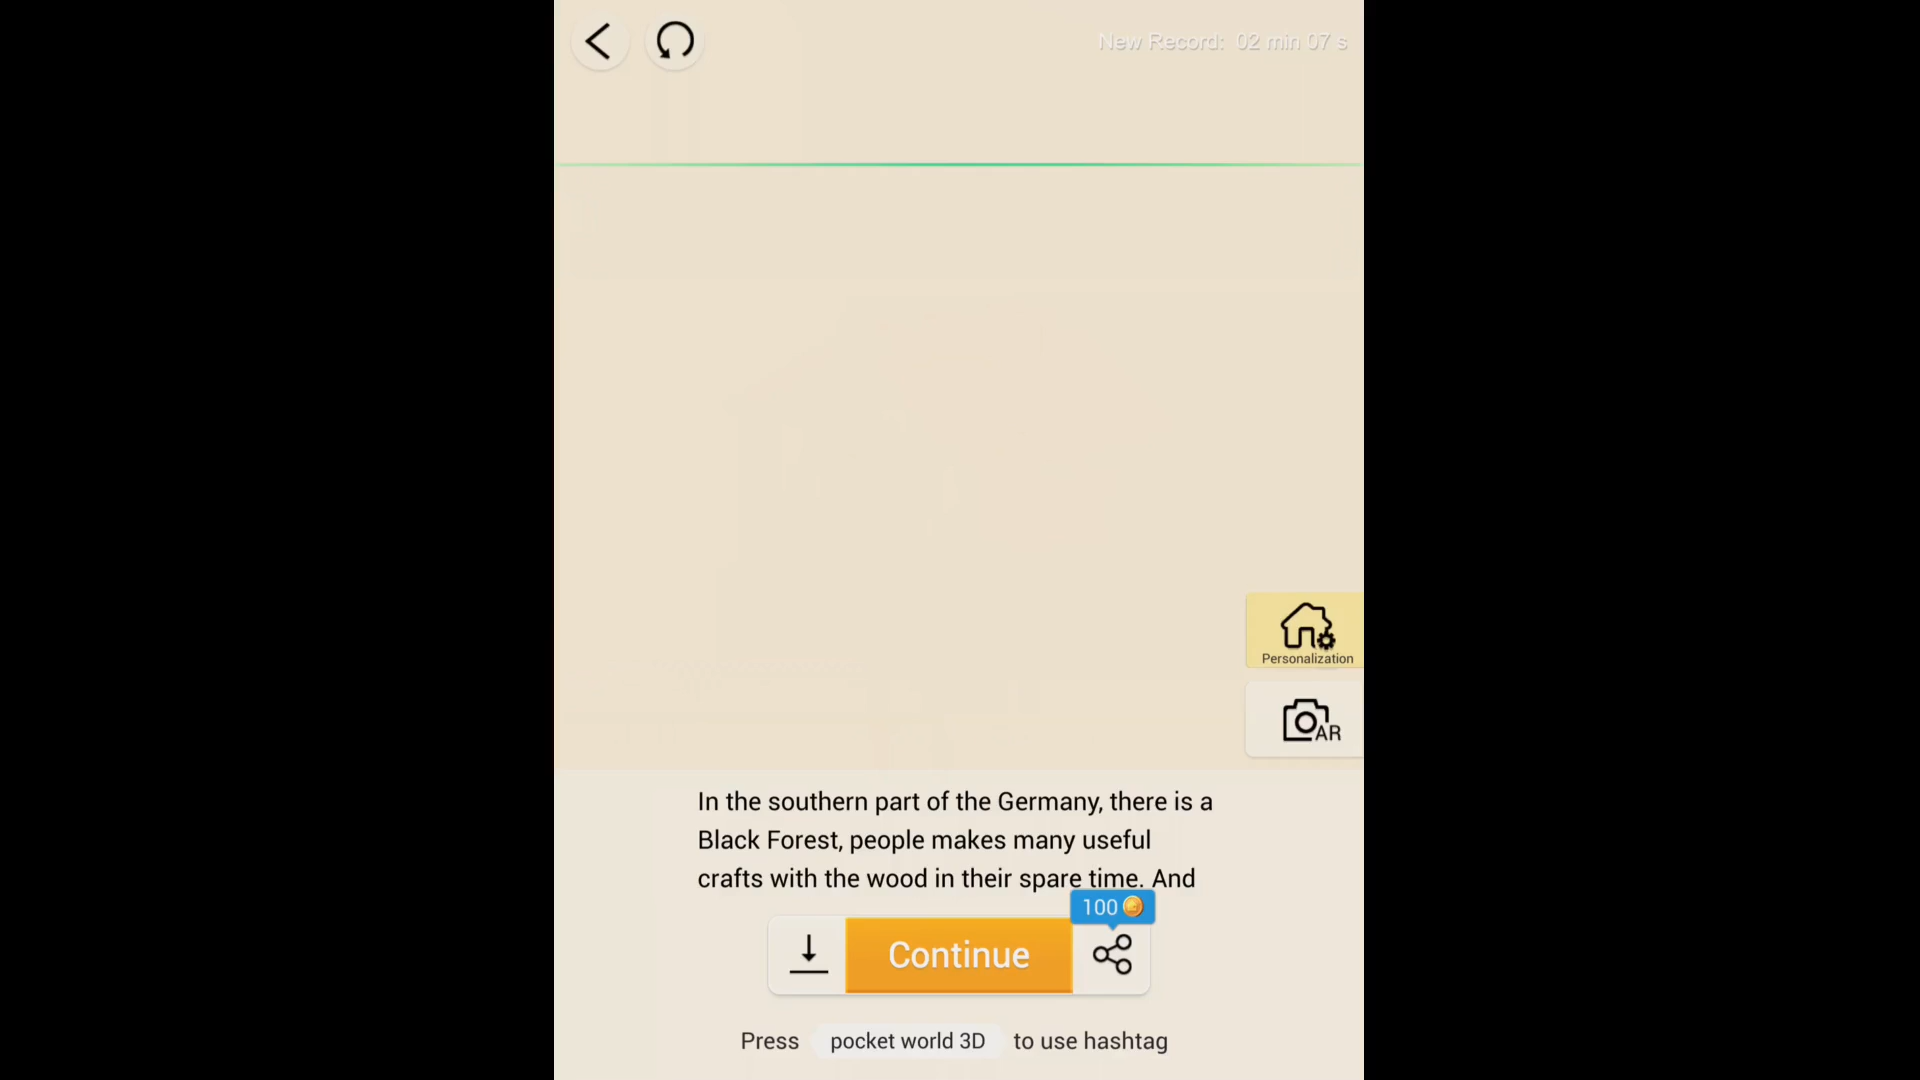 New Record: 02 min 07 s
Personalization
AR
In the southern part of the Germany, there is a
Black Forest, people makes many useful
crafts with the wood in their spare time. And
100
Continue
Press pocket world 3D to use hashtag